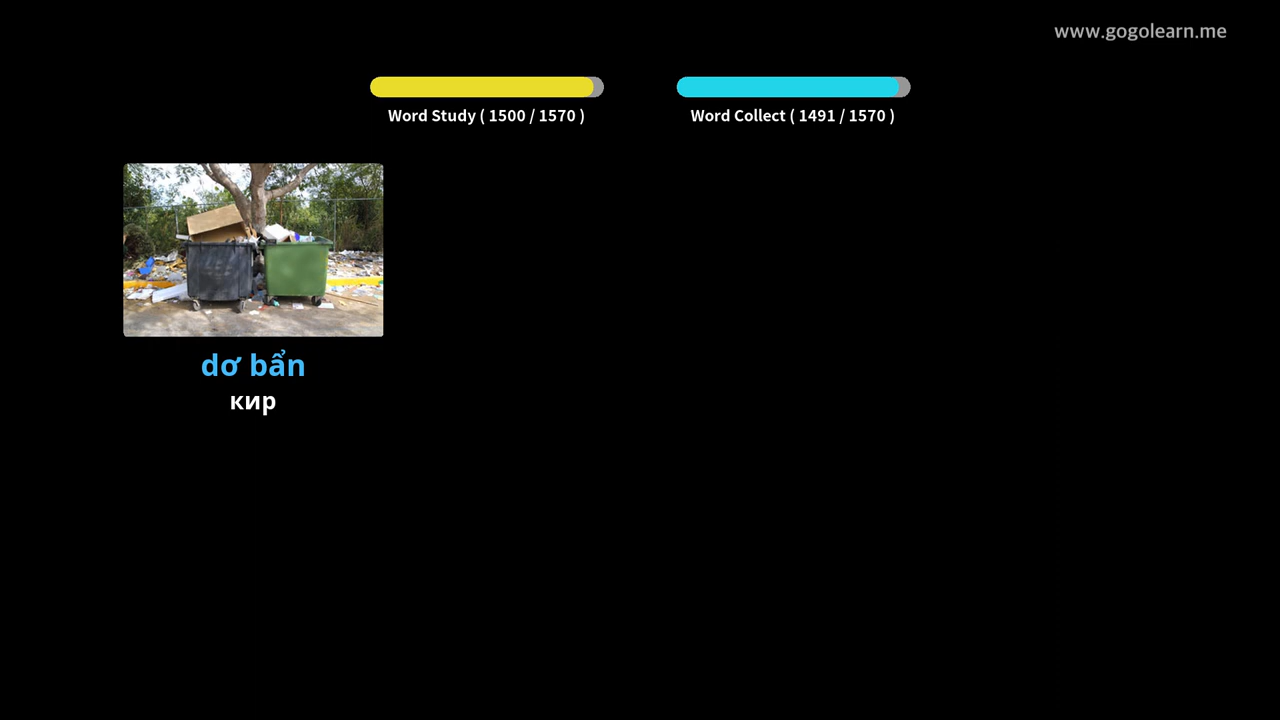 www.gogolearn.me
Word Study ( 1500 / 1570 )
Word Collect ( 1491 / 1570 )
dơ bẩn
кир